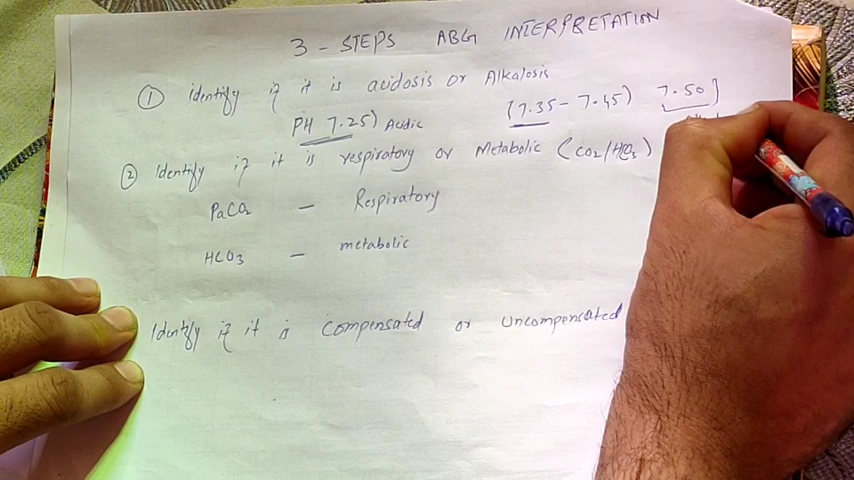 3 - STEPS ABG INTERPRETATION
① identify if it is acidosis or Alkalosis
PH 7.25) Acidic (7.35 - 7.45) 7.50]
② Identify if it is respiratory or Metabolic (CO2/HCO3)
PaCO2 - Respiratory
HCO3 - metabolic
Identify if it is compensated or uncompensated